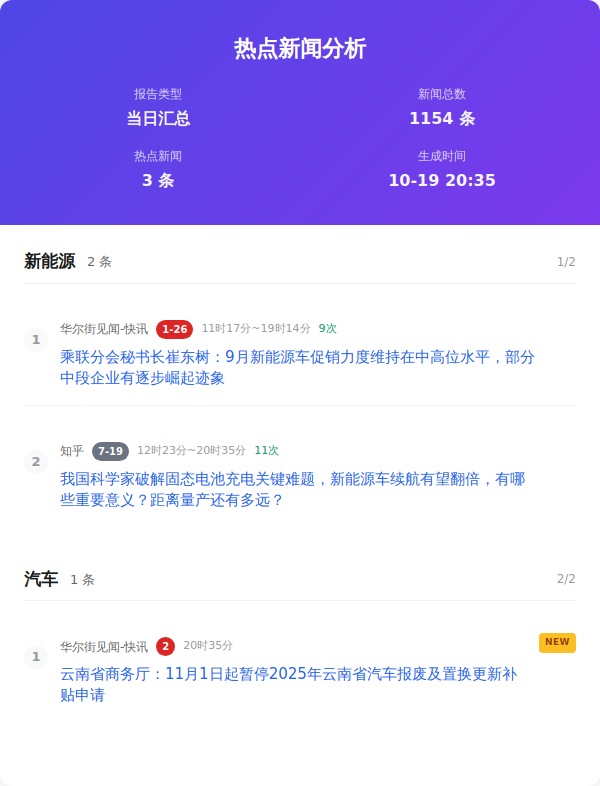 热点新闻分析
报告类型
新闻总数
当日汇总
1154 条
热点新闻
生成时间
3 条
10-19 20:35
新能源 2 条 1/2
1 华尔街见闻-快讯 1-26 11时17分~19时14分 9次
乘联分会秘书长崔东树：9月新能源车促销力度维持在中高位水平，部分
中段企业有逐步崛起迹象
2 知乎 7-19 12时23分~20时35分 11次
我国科学家破解固态电池充电关键难题，新能源车续航有望翻倍，有哪
些重要意义？距离量产还有多远？
汽车 1 条 2/2
1 华尔街见闻-快讯 2 20时35分 NEW
云南省商务厅：11月1日起暂停2025年云南省汽车报废及置换更新补
贴申请